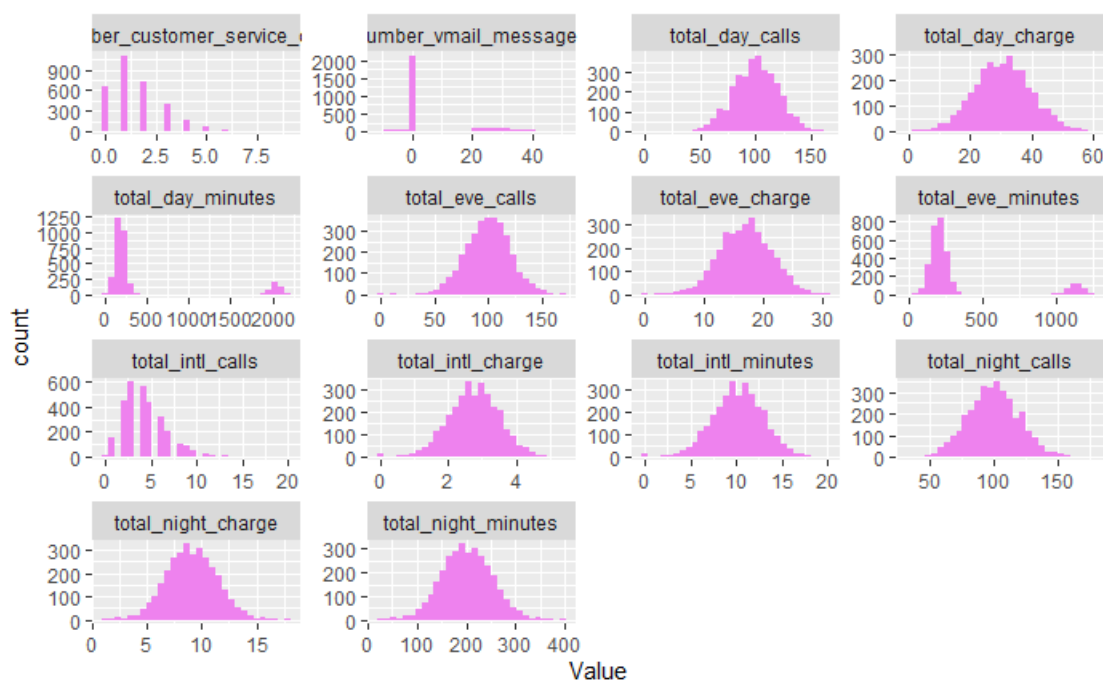 ber_customer_service_
umber_vmail_message
total_day_calls
total_day_charge
900
600
300
0
0.0 2.5 5.0 7.5
2000
1500
1000
500
0
0 20 40
300
200
100
0
0 50 100 150
300
200
100
0
0 20 40 60
total_day_minutes
total_eve_calls
total_eve_charge
total_eve_minutes
1250
1000
750
500
250
0
0 500 1000 1500 2000
300
200
100
0
0 50 100 150
300
200
100
0
0 10 20 30
800
600
400
200
0
0 500 1000
count
total_intl_calls
total_intl_charge
total_intl_minutes
total_night_calls
600
400
200
0
0 5 10 15 20
300
200
100
0
0 2 4
300
200
100
0
0 5 10 15 20
300
200
100
0
50 100 150
total_night_charge
total_night_minutes
300
200
100
0
0 5 10 15
300
200
100
0
0 100 200 300 400
Value